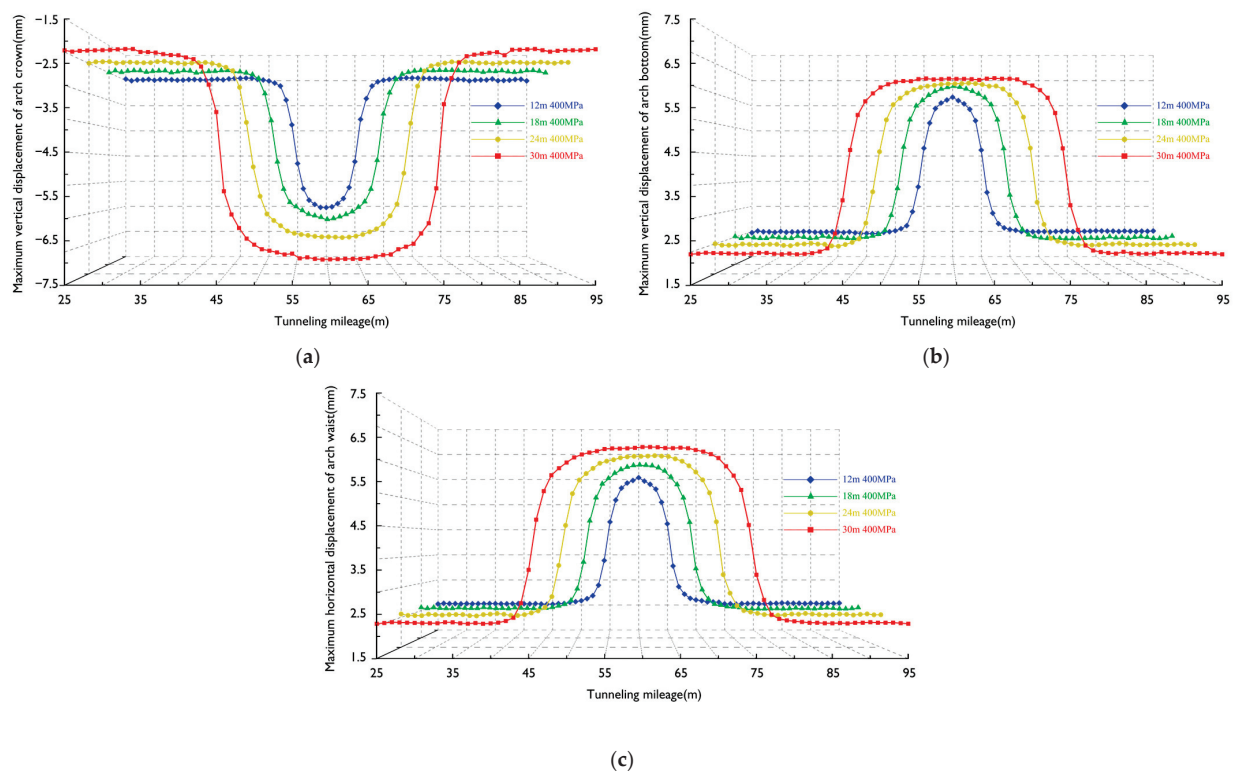 Maximum vertical displacement of arch crown(mm)
−1.5
−2.5
−3.5
−4.5
−5.5
−6.5
−7.5
12m 400MPa
18m 400MPa
24m 400MPa
30m 400MPa
25 35 45 55 65 75 85 95
Tunneling mileage(m)
(a)
Maximum vertical displacement of arch bottom(mm)
7.5
6.5
5.5
4.5
3.5
2.5
1.5
12m 400MPa
18m 400MPa
24m 400MPa
30m 400MPa
25 35 45 55 65 75 85 95
Tunneling mileage(m)
(b)
Maximum horizontal displacement of arch waist(mm)
7.5
6.5
5.5
4.5
3.5
2.5
1.5
12m 400MPa
18m 400MPa
24m 400MPa
30m 400MPa
25 35 45 55 65 75 85 95
Tunneling mileage(m)
(c)